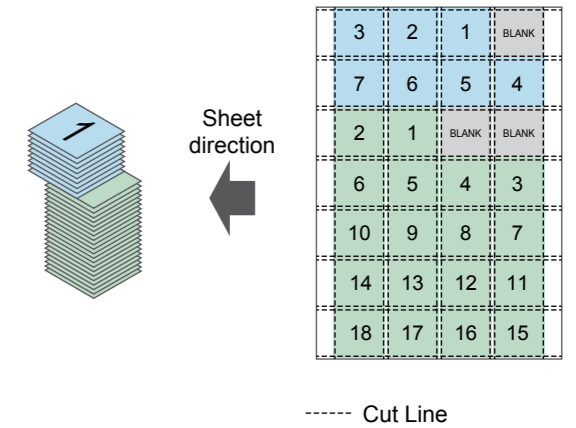 3 2 1 BLANK
7 6 5 4
1
Sheet
direction
2 1 BLANK BLANK
6 5 4 3
10 9 8 7
14 13 12 11
18 17 16 15
------ Cut Line